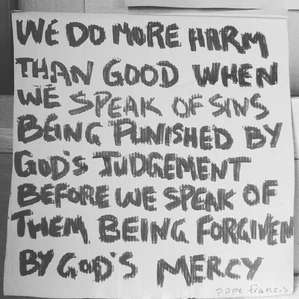 WE DO MORE HARM
THAN GOOD WHEN
WE SPEAK OF SINS
BEING PUNISHED BY
GOD'S JUDGEMENT
BEFORE WE SPEAK OF
THEM BEING FORGIVEN
BY GOD'S MERCY
pope francis